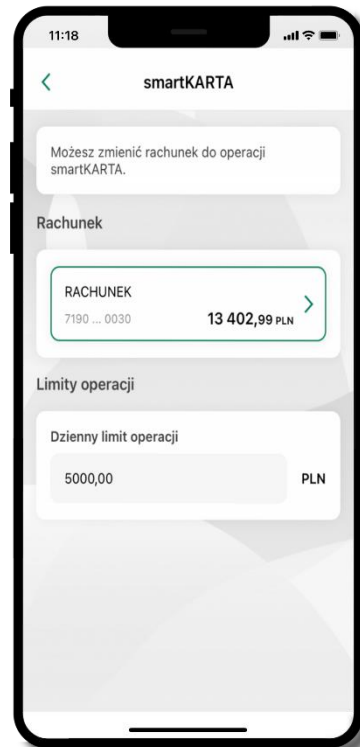 11:18
smartKARTA
Możesz zmienić rachunek do operacji
smartKARTA.
Rachunek
RACHUNEK
7190 ... 0030
13 402,99 PLN
Limity operacji
Dzienny limit operacji
5000,00
PLN